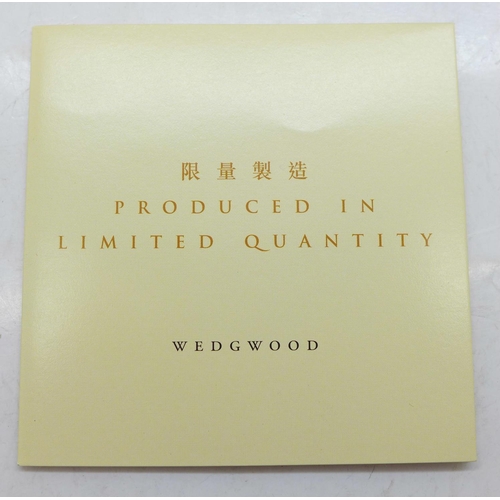 限量製造
PRODUCED IN
LIMITED QUANTITY
WEDGWOOD